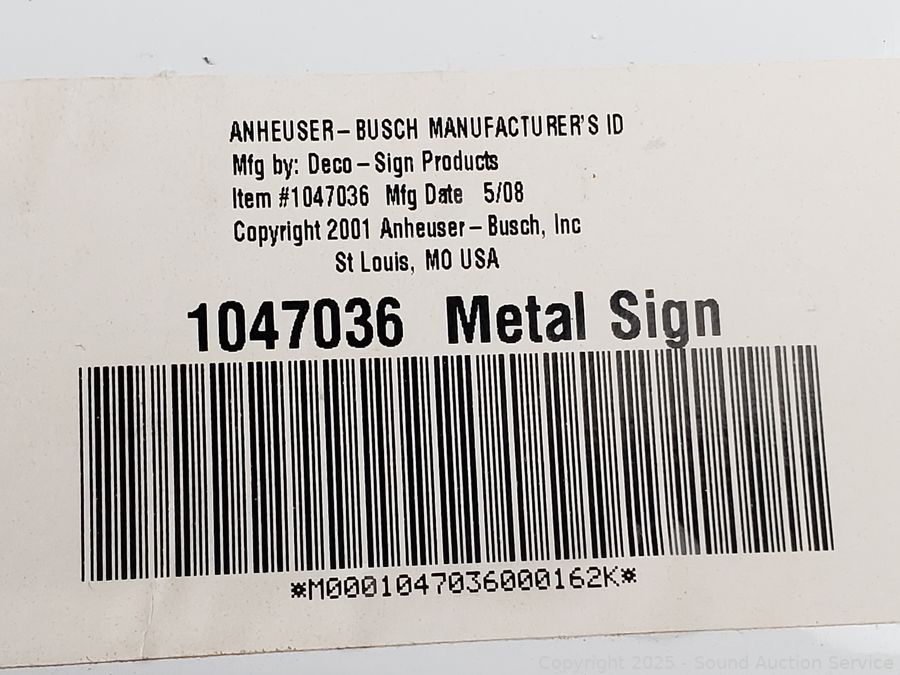 ANHEUSER-BUSCH MANUFACTURER'S ID
Mfg by: Deco-Sign Products
Item #1047036 Mfg Date 5/08
Copyright 2001 Anheuser-Busch, Inc
St Louis, MO USA
1047036 Metal Sign
*M0001047036000162K*
Copyright 2025 - Sound Auction Service